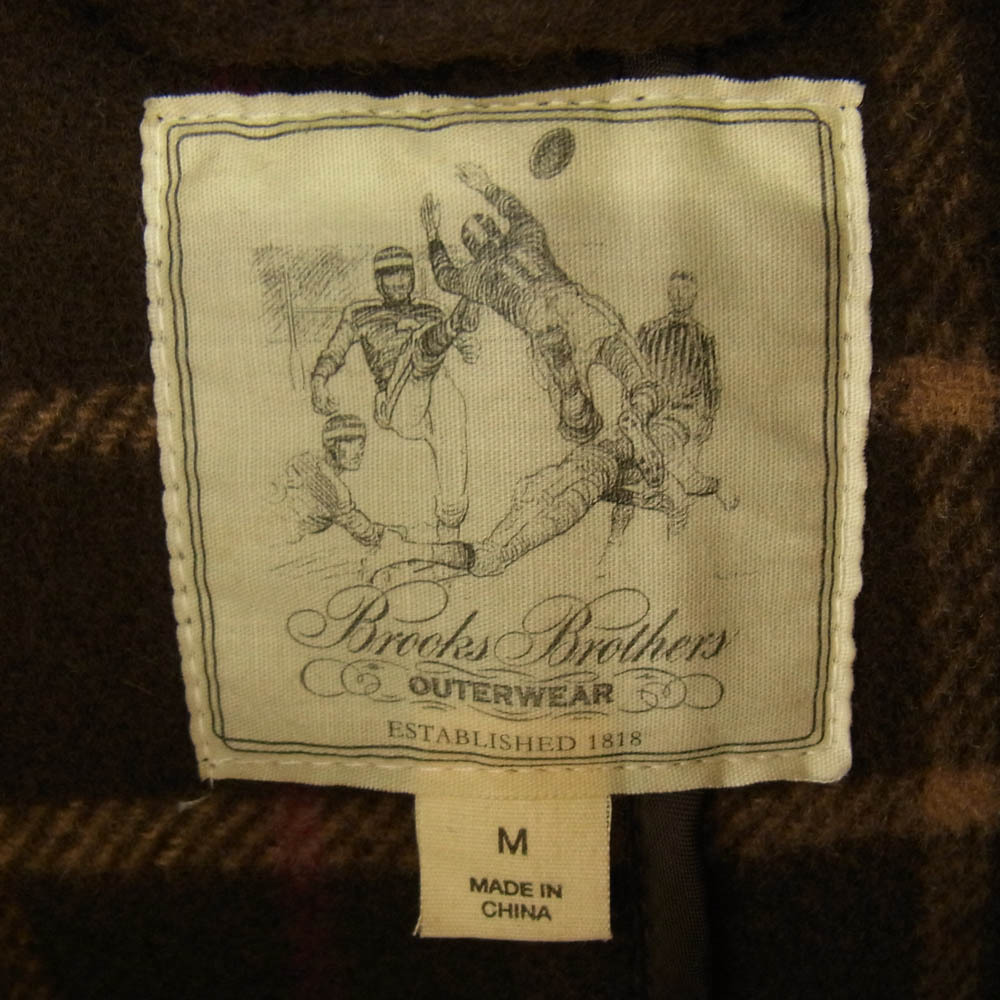 Brooks Brothers
OUTERWEAR
ESTABLISHED 1818
M
MADE IN
CHINA